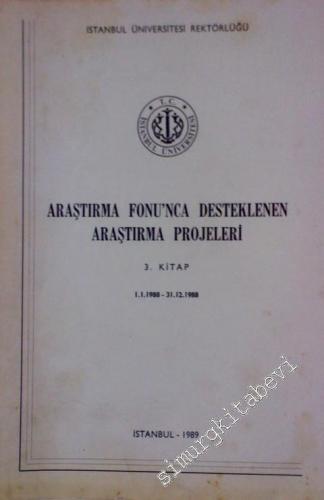 İSTANBUL ÜNİVERSİTESİ REKTÖRLÜĞÜ
T.C.
İSTANBUL ÜNİVERSİTESİ
ARAŞTIRMA FONU'NCA DESTEKLENEN
ARAŞTIRMA PROJELERİ
3. KİTAP
1.1.1988 - 31.12.1988
İSTANBUL - 1989
simurgkitabevi